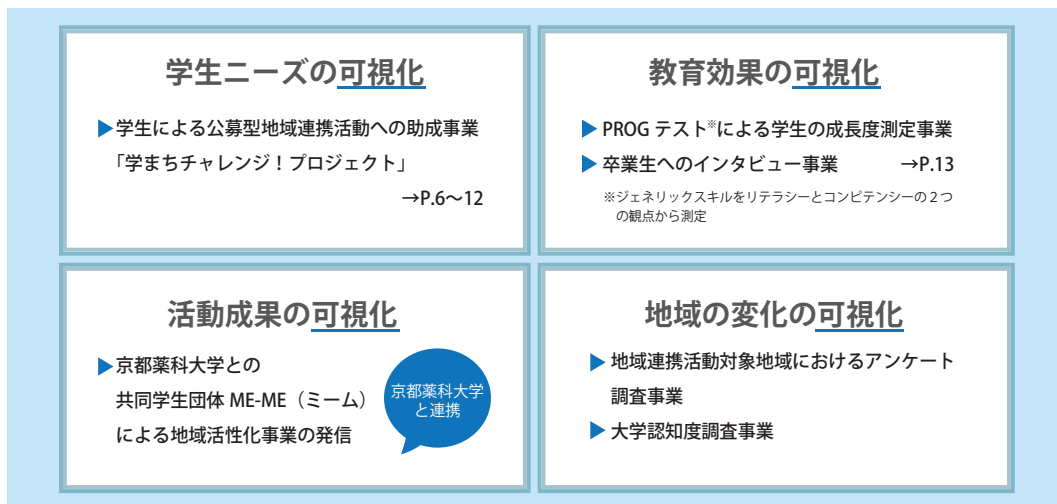 学生ニーズの可視化
▶学生による公募型地域連携活動への助成事業
「学まちチャレンジ！プロジェクト」
→P.6～12
教育効果の可視化
▶ PROG テスト※による学生の成長度測定事業
▶ 卒業生へのインタビュー事業 →P.13
※ジェネリックスキルをリテラシーとコンピテンシーの２つ
の観点から測定
活動成果の可視化
▶京都薬科大学との
共同学生団体 ME-ME（ミーム）
による地域活性化事業の発信
京都薬科大学
と連携
地域の変化の可視化
▶ 地域連携活動対象地域におけるアンケート
調査事業
▶ 大学認知度調査事業